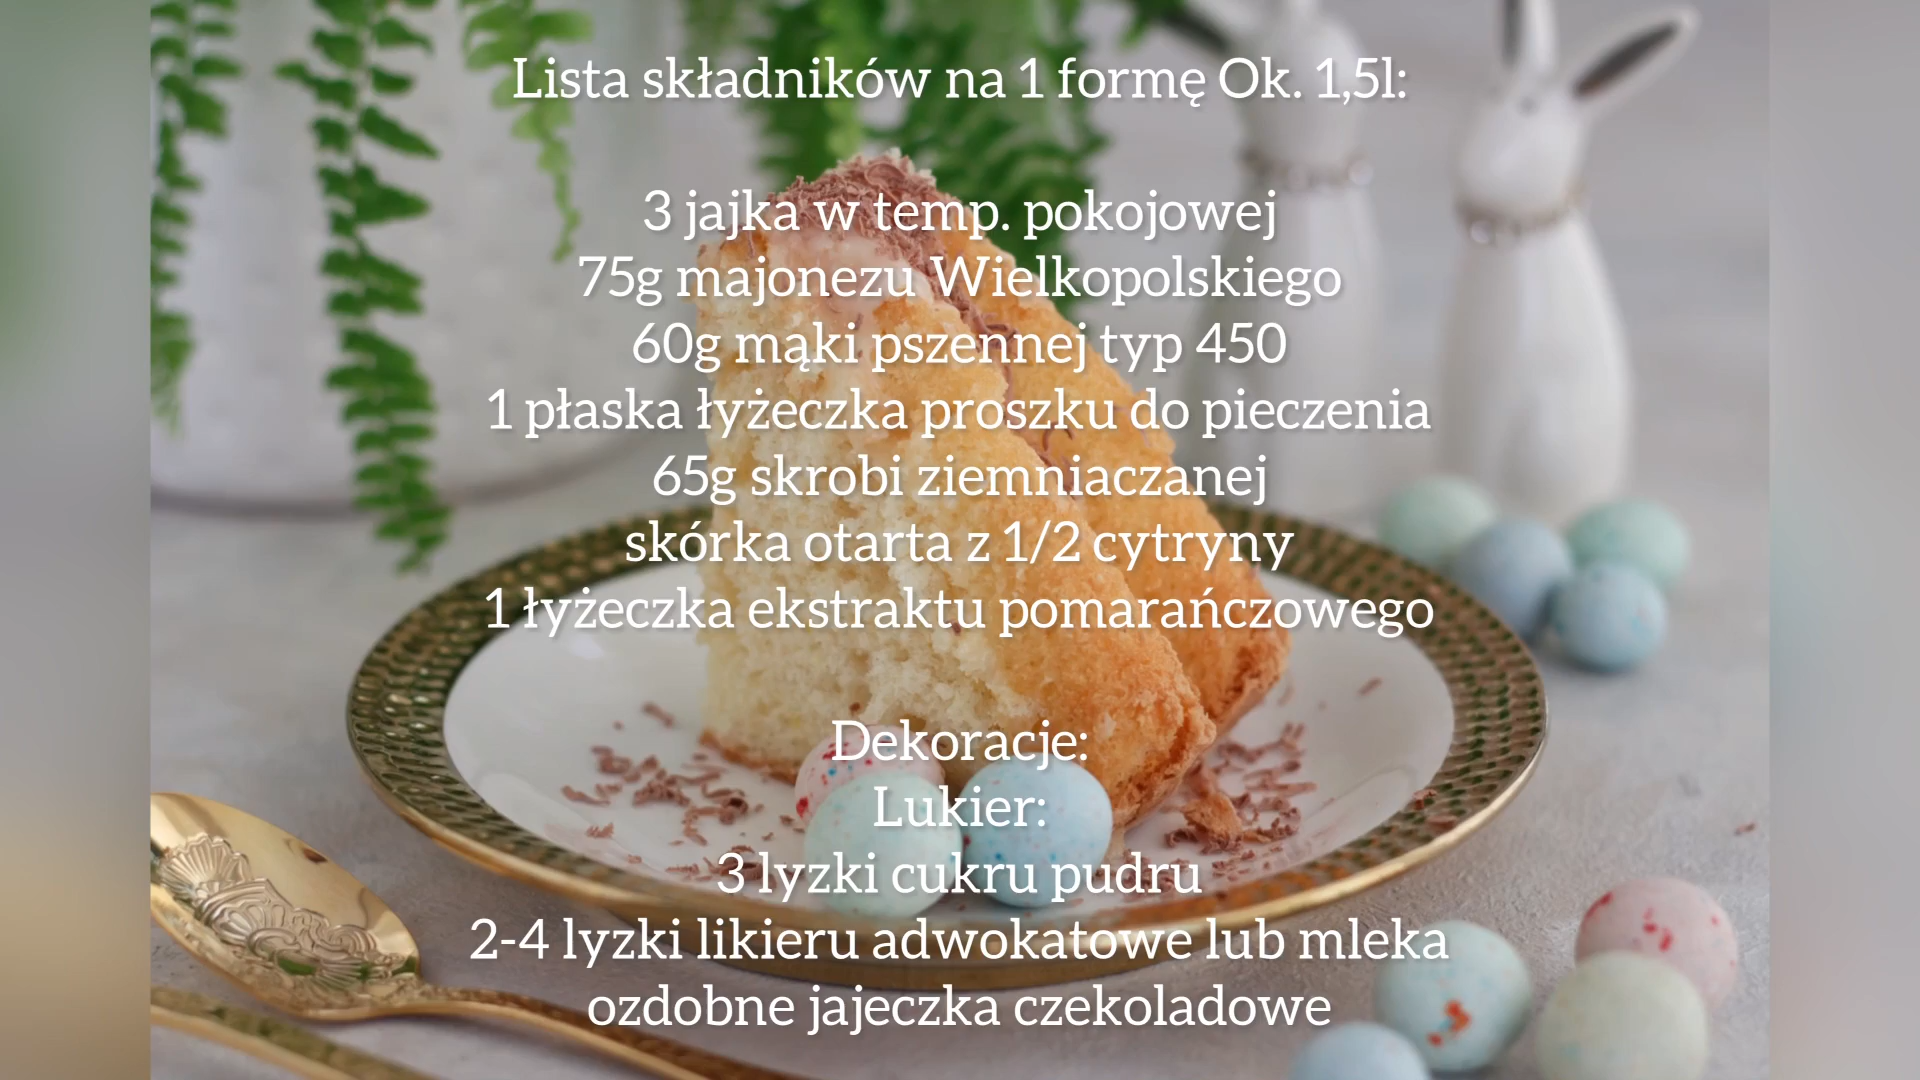 Lista składników na 1 formę Ok. 1,5l:
3 jajka w temp. pokojowej
75g majonezu Wielkopolskiego
60g mąki pszennej typ 450
1 płaska łyżeczka proszku do pieczenia
65g skrobi ziemniaczanej
skórka otarta z 1/2 cytryny
1 łyżeczka ekstraktu pomarańczowego
Dekoracje:
Lukier:
3 lyzki cukru pudru
2-4 lyzki likieru adwokatowe lub mleka
ozdobne jajeczka czekoladowe